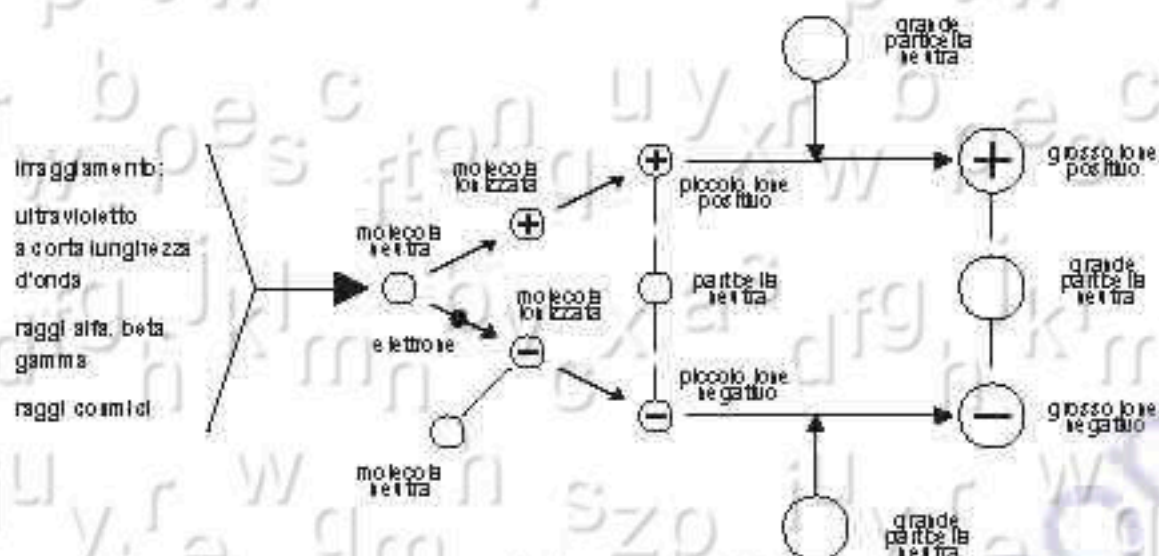 grande
particella
neutra
irraggiamento:
ultravioletto
a corta lunghezza
d'onda
raggi alfa, beta,
gamma
raggi cosmici
molecola
neutra
molecola
ionizzata
elettrone
molecola
ionizzata
molecola
neutra
piccolo ione
positivo
particella
neutra
piccolo ione
negativo
grosso ione
positivo
grande
particella
neutra
grosso ione
negativo
grande
particella
neutra